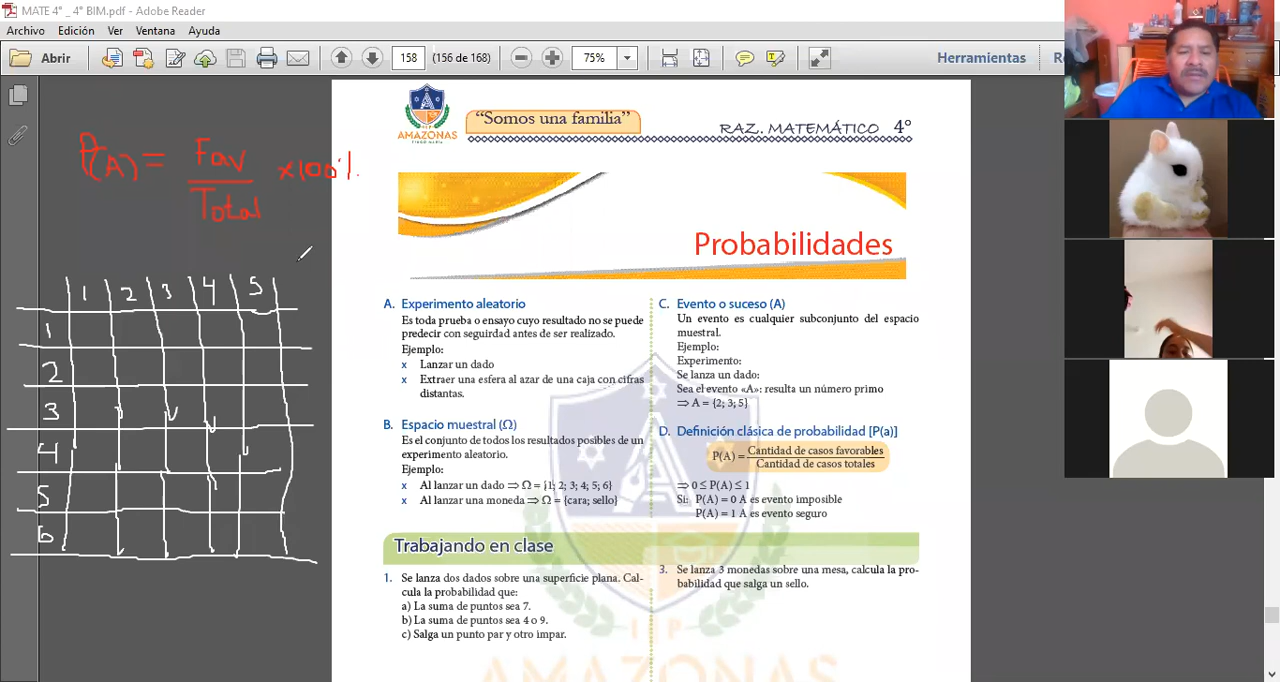 MATE 4° _ 4° BIM.pdf - Adobe Reader
Archivo Edición Ver Ventana Ayuda
Abrir 158 (156 de 168) 75% Herramientas
P(A) = Fav / Total x100%.
1 2 3 4 5
1
2
3
4
5
6
AMAZONAS
TINGO MARÍA
“Somos una familia”
RAZ. MATEMÁTICO 4°
Probabilidades
A. Experimento aleatorio
Es toda prueba o ensayo cuyo resultado no se puede
predecir con seguirdad antes de ser realizado.
Ejemplo:
x Lanzar un dado
x Extraer una esfera al azar de una caja con cifras
distantas.
B. Espacio muestral (Ω)
Es el conjunto de todos los resultados posibles de un
experimento aleatorio.
Ejemplo:
x Al lanzar un dado ⇒ Ω = {1; 2; 3; 4; 5; 6}
x Al lanzar una moneda ⇒ Ω = {cara; sello}
C. Evento o suceso (A)
Un evento es cualquier subconjunto del espacio
muestral.
Ejemplo:
Experimento:
Se lanza un dado:
Sea el evento «A»: resulta un número primo
⇒ A = {2; 3; 5}
D. Definición clásica de probabilidad [P(a)]
P(A) = Cantidad de casos favorables
Cantidad de casos totales
⇒ 0 ≤ P(A) ≤ 1
Si: P(A) = 0 A es evento imposible
P(A) = 1 A es evento seguro
Trabajando en clase
1. Se lanza dos dados sobre una superficie plana. Cal-
cula la probabilidad que:
a) La suma de puntos sea 7.
b) La suma de puntos sea 4 o 9.
c) Salga un punto par y otro impar.
3. Se lanza 3 monedas sobre una mesa, calcula la pro-
babilidad que salga un sello.
I P
AMAZONAS